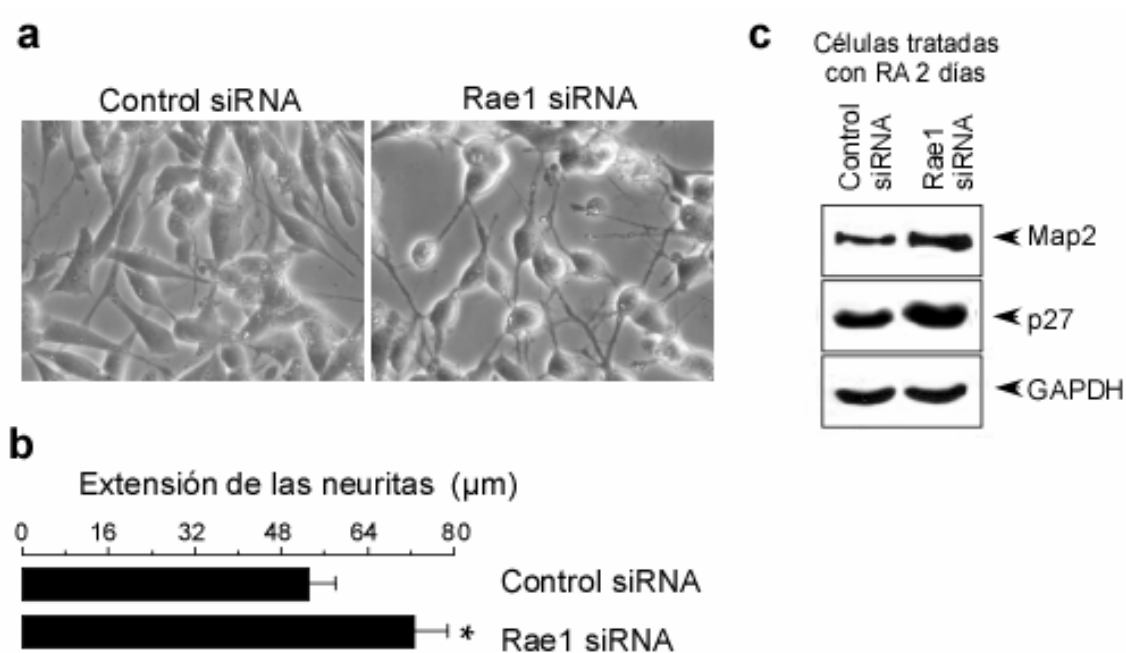 a
Control siRNA
Rae1 siRNA
b
Extensión de las neuritas (µm)
0 16 32 48 64 80
Control siRNA
* Rae1 siRNA
c
Células tratadas
con RA 2 días
Control
siRNA
Rae1
siRNA
Map2
p27
GAPDH